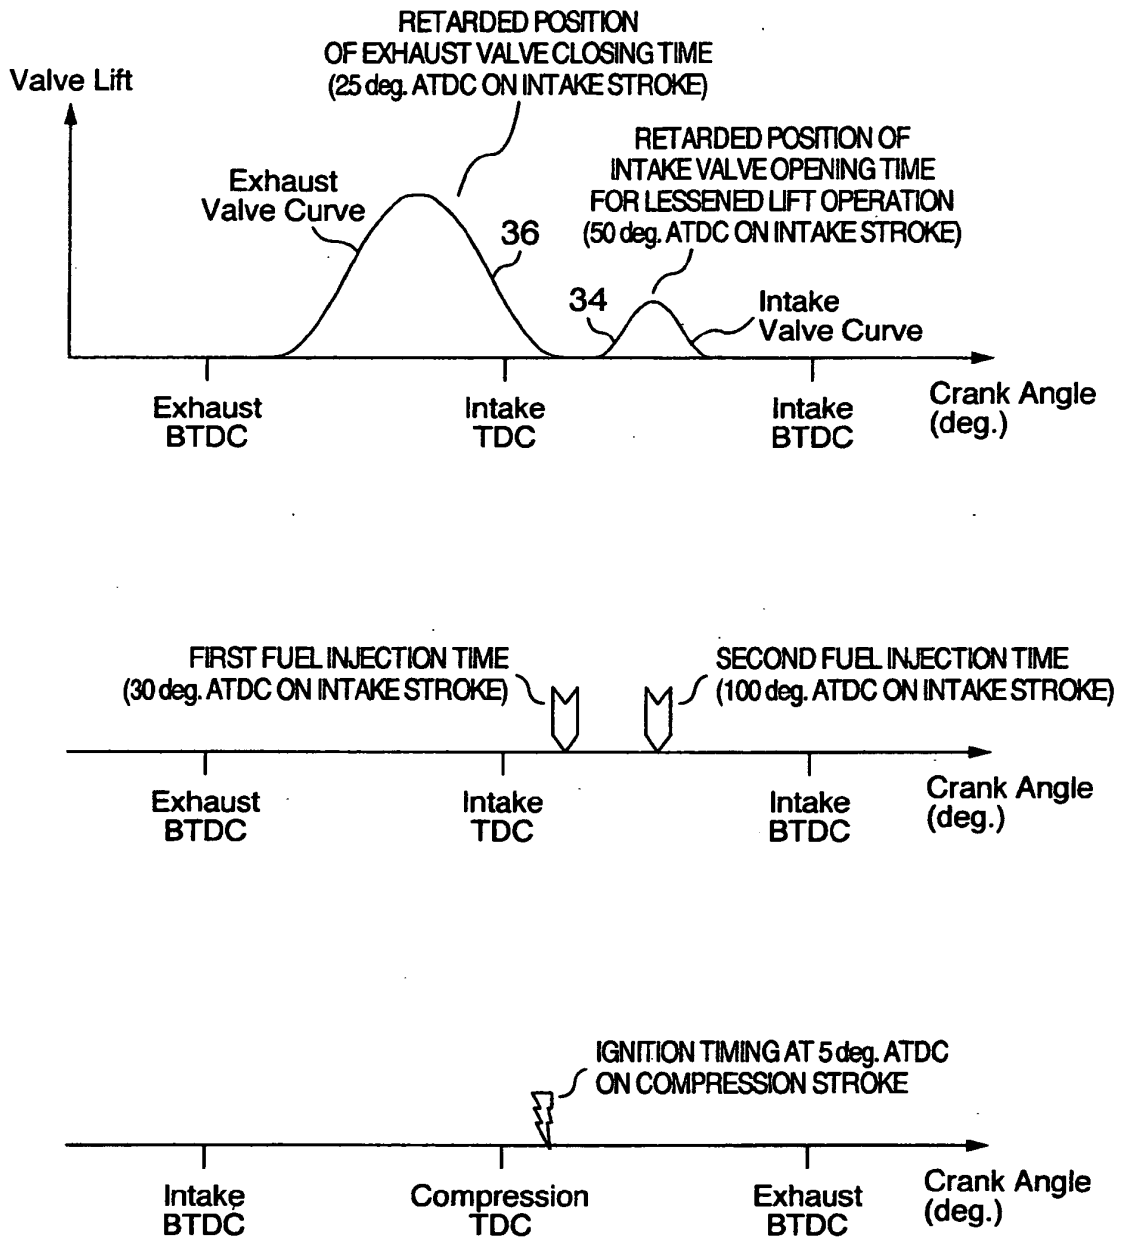 RETARDED POSITION
OF EXHAUST VALVE CLOSING TIME
(25 deg. ATDC ON INTAKE STROKE)
Valve Lift
RETARDED POSITION OF
INTAKE VALVE OPENING TIME
FOR LESSENED LIFT OPERATION
(50 deg. ATDC ON INTAKE STROKE)
Exhaust
Valve Curve
36
34
Intake
Valve Curve
Exhaust
BTDC
Intake
TDC
Intake
BTDC
Crank Angle
(deg.)
FIRST FUEL INJECTION TIME
(30 deg. ATDC ON INTAKE STROKE)
SECOND FUEL INJECTION TIME
(100 deg. ATDC ON INTAKE STROKE)
Exhaust
BTDC
Intake
TDC
Intake
BTDC
Crank Angle
(deg.)
IGNITION TIMING AT 5 deg. ATDC
ON COMPRESSION STROKE
Intake
BTDC
Compression
TDC
Exhaust
BTDC
Crank Angle
(deg.)